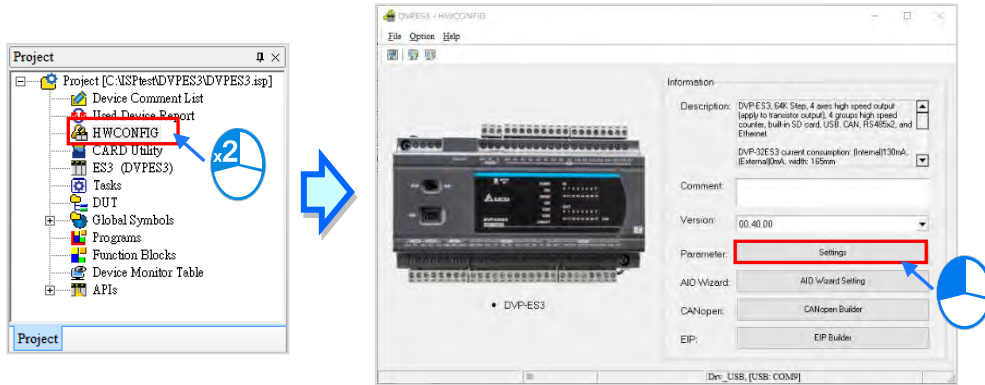 Project
Project [C:\ISPtest\DVPES3\DVPES3.isp]
Device Comment List
Used Device Report
HWCONFIG
CARD Utility
ES3 (DVPES3)
Tasks
DUT
Global Symbols
Programs
Function Blocks
Device Monitor Table
APIs
Project
x2
DVPES3 - HWCONFIG
File Option Help
Information
Description:
DVP-ES3, 64K Step, 4 axes high speed output
(apply to transistor output), 4 groups high speed
counter, built-in SD card, USB, CAN, RS485x2, and
Ethernet
DVP-32ES3 current consumption: (Internal)130mA,
(External)0mA, width: 165mm
Comment:
Version:
00.40.00
Parameter:
Settings
AIO Wizard:
AIO Wizard Setting
CANopen:
CANopen Builder
EIP:
EIP Builder
DVP-ES3
Drv_USB, [USB: COM9]